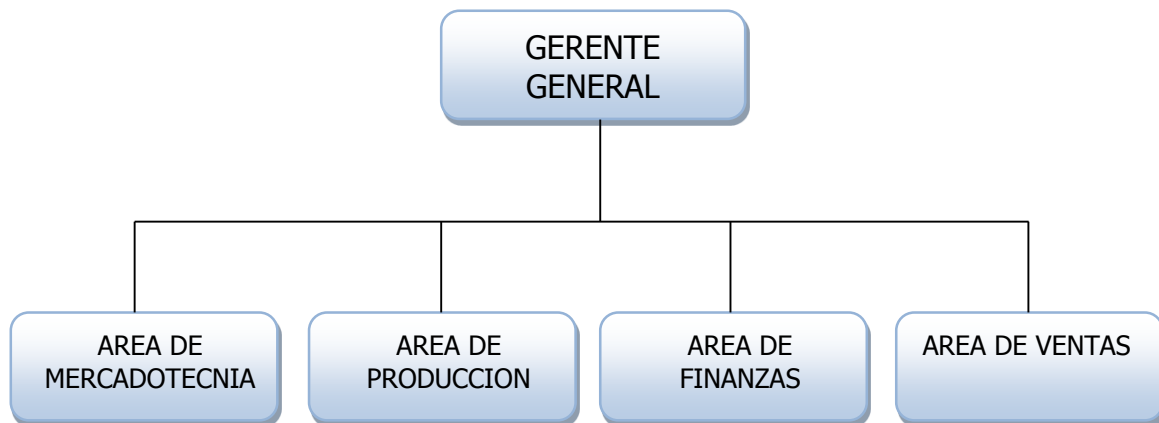 GERENTE
GENERAL
AREA DE
MERCADOTECNIA
AREA DE
PRODUCCION
AREA DE
FINANZAS
AREA DE VENTAS